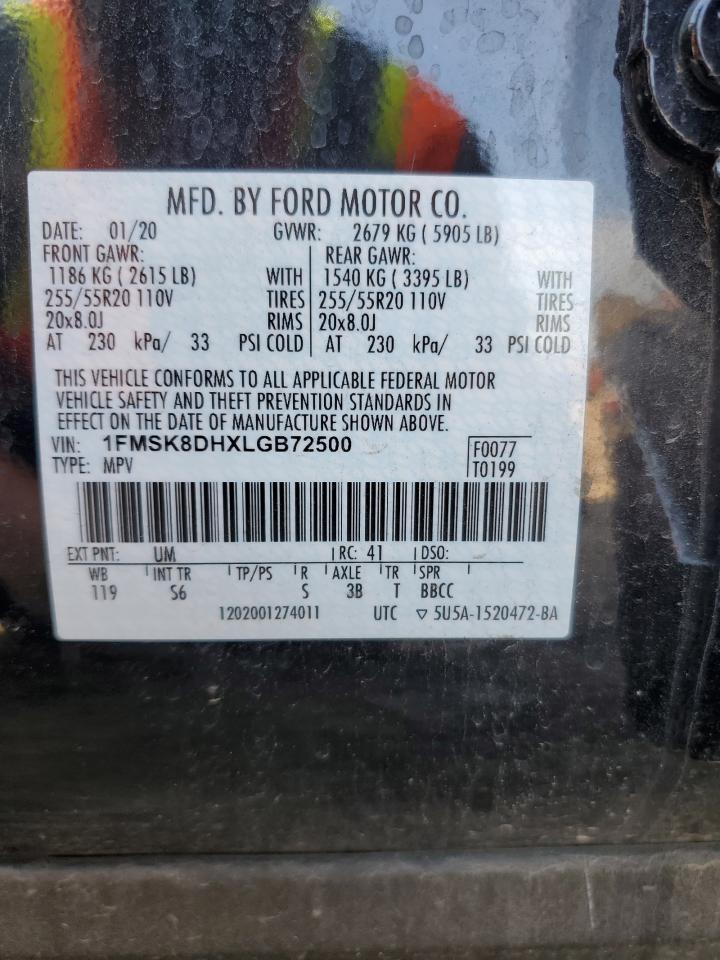 MFD. BY FORD MOTOR CO.
DATE: 01/20 GVWR: 2679 KG ( 5905 LB)
FRONT GAWR: REAR GAWR:
1186 KG ( 2615 LB) WITH 1540 KG ( 3395 LB) WITH
255/55R20 110V TIRES 255/55R20 110V TIRES
20x8.0J RIMS 20x8.0J RIMS
AT 230 kPa/ 33 PSI COLD AT 230 kPa/ 33 PSI COLD
THIS VEHICLE CONFORMS TO ALL APPLICABLE FEDERAL MOTOR
VEHICLE SAFETY AND THEFT PREVENTION STANDARDS IN
EFFECT ON THE DATE OF MANUFACTURE SHOWN ABOVE.
VIN: 1FMSK8DHXLGB72500 F0077
TYPE: MPV T0199
EXT PNT: UM RC: 41 DSO:
WB INT TR TP/PS R AXLE TR SPR
119 S6 S 3B T BBCC
1202001274011 UTC ▽ 5U5A-1520472-BA